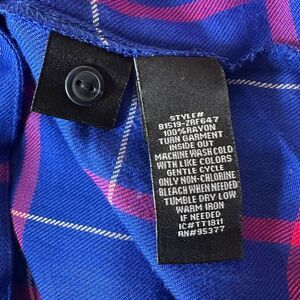 STYLE#
B1519-ZRF647
100%RAYON
TURN GARMENT
INSIDE OUT
MACHINE WASH COLD
WITH LIKE COLORS
GENTLE CYCLE
ONLY NON-CHLORINE
BLEACH WHEN NEEDED
TUMBLE DRY LOW
WARM IRON
IF NEEDED
IC#TT1811
RN#95377